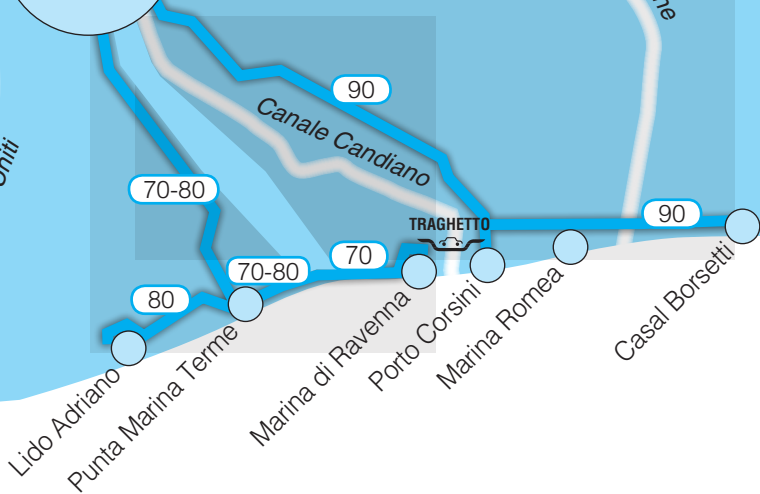 90
Canale Candiano
70-80
TRAGHETTO
90
70
70-80
80
Lido Adriano
Punta Marina Terme
Marina di Ravenna
Porto Corsini
Marina Romea
Casal Borsetti